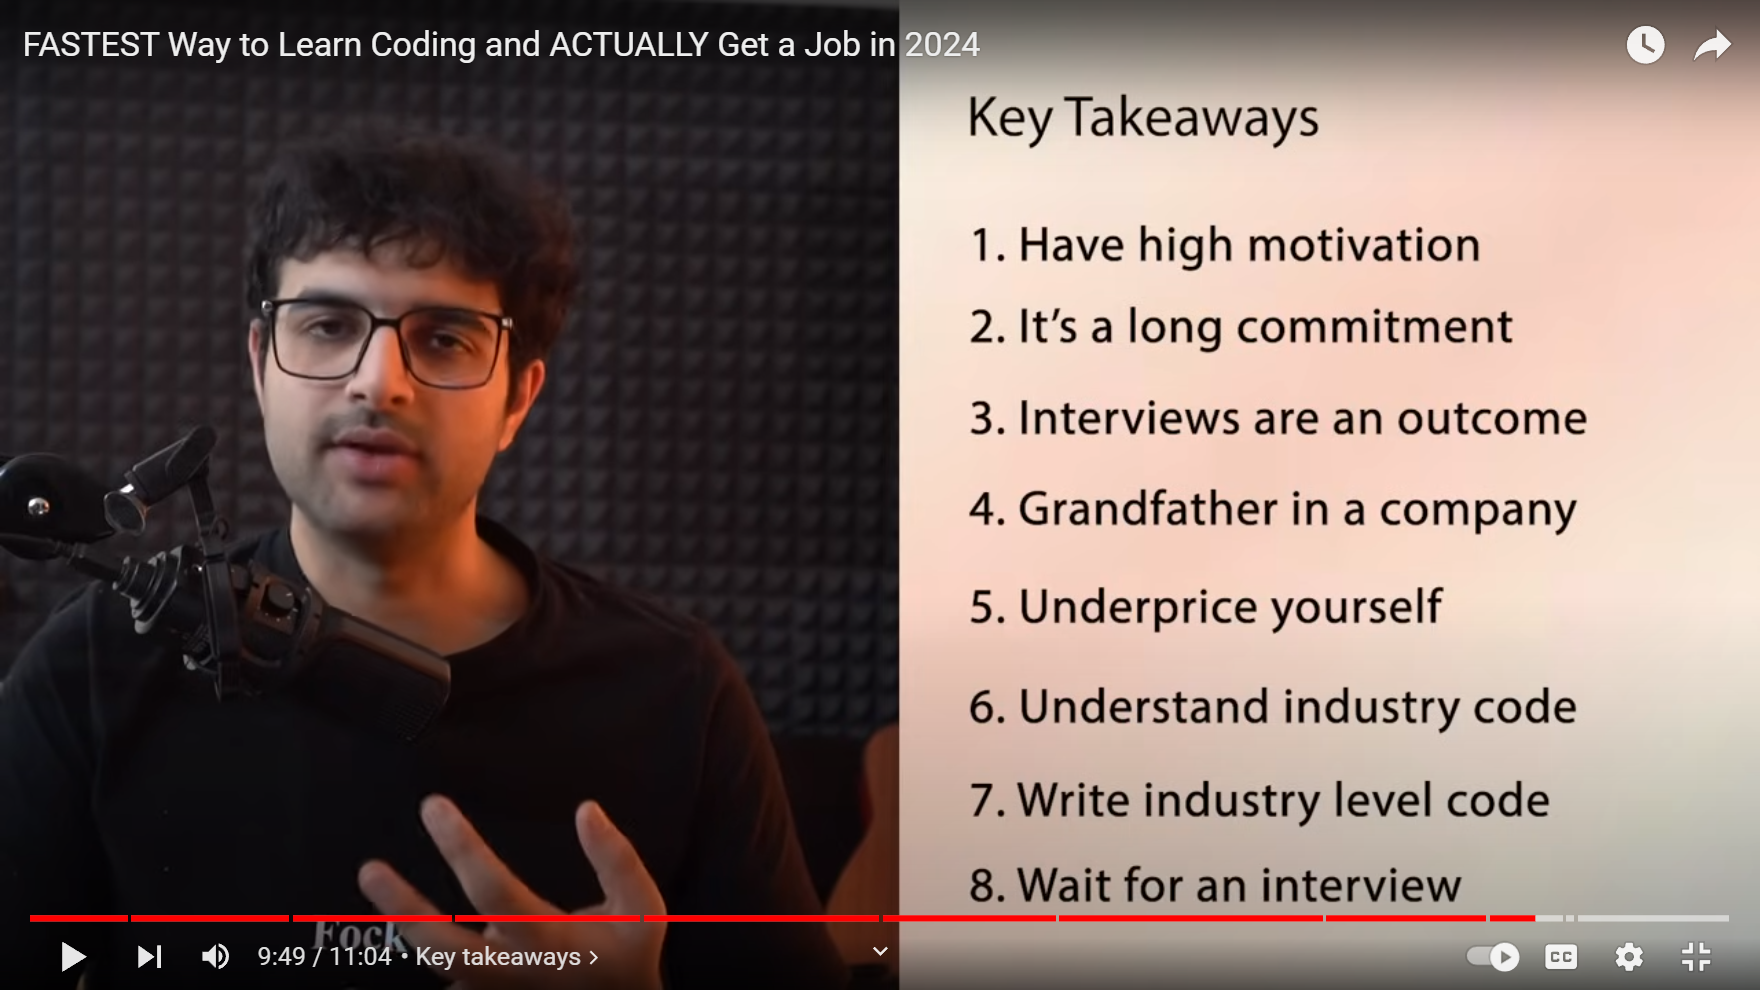 FASTEST Way to Learn Coding and ACTUALLY Get a Job in 2024
Key Takeaways
1. Have high motivation
2. It’s a long commitment
3. Interviews are an outcome
4. Grandfather in a company
5. Underprice yourself
6. Understand industry code
7. Write industry level code
8. Wait for an interview
Fock
9:49 / 11:04 • Key takeaways ›
CC